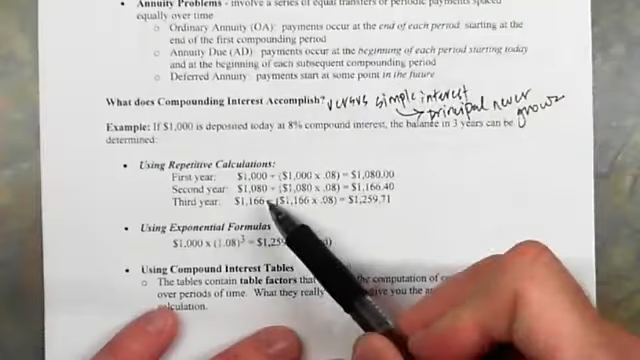 Annuity Problems - involve a series of equal transfers or periodic payments spaced
equally over time
Ordinary Annuity (OA): payments occur at the end of each period, starting at
the end of the first compounding period
Annuity Due (AD): payments occur at the beginning of each period starting today
and at the beginning of each subsequent compounding period
Deferred Annuity: payments start at some point in the future
What does Compounding Interest Accomplish? versus simple interest
principal never grows
Example: If $1,000 is deposited today at 8% compound interest, the balance in 3 years can be
determined:
Using Repetitive Calculations:
First year: $1,000 + ($1,000 x .08) = $1,080.00
Second year: $1,080 + ($1,080 x .08) = $1,166.40
Third year: $1,166 ($1,166 x .08) = $1,259.71
Using Exponential Formulas
$1,000 x (1.08)³ = $1,25
Using Compound Interest Tables
The tables contain table factors that the computation of
over periods of time. What they really give you the
calculation.